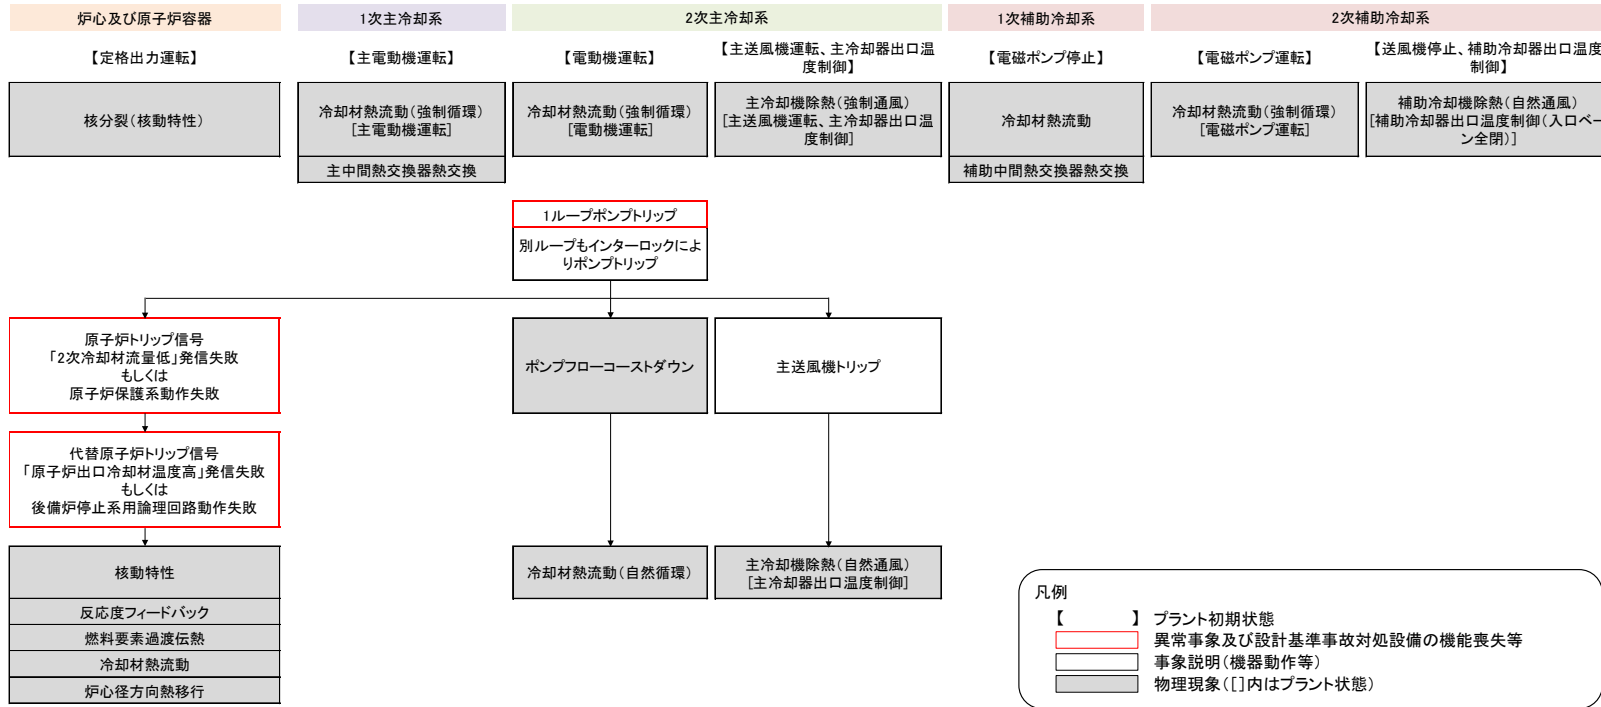 炉心及び原子炉容器
1次主冷却系
2次主冷却系
1次補助冷却系
2次補助冷却系
【定格出力運転】
【主電動機運転】
【電動機運転】
【主送風機運転、主冷却器出口温
度制御】
【電磁ポンプ停止】
【電磁ポンプ運転】
【送風機停止、補助冷却器出口温度
制御】
核分裂(核動特性)
冷却材熱流動(強制循環)
[主電動機運転]
主中間熱交換器熱交換
冷却材熱流動(強制循環)
[電動機運転]
主冷却機除熱(強制通風)
[主送風機運転、主冷却器出口温
度制御]
冷却材熱流動
補助中間熱交換器熱交換
冷却材熱流動(強制循環)
[電磁ポンプ運転]
補助冷却機除熱(自然通風)
[補助冷却器出口温度制御(入口ベー
ン全閉)]
1ループポンプトリップ
別ループもインターロックによ
りポンプトリップ
原子炉トリップ信号
「2次冷却材流量低」発信失敗
もしくは
原子炉保護系動作失敗
ポンプフローコーストダウン
主送風機トリップ
代替原子炉トリップ信号
「原子炉出口冷却材温度高」発信失敗
もしくは
後備炉停止系用論理回路動作失敗
核動特性
反応度フィードバック
燃料要素過渡伝熱
冷却材熱流動
炉心径方向熱移行
冷却材熱流動(自然循環)
主冷却機除熱(自然通風)
[主冷却器出口温度制御]
凡例
【 】 プラント初期状態
異常事象及び設計基準事故対処設備の機能喪失等
事象説明(機器動作等)
物理現象([]内はプラント状態)